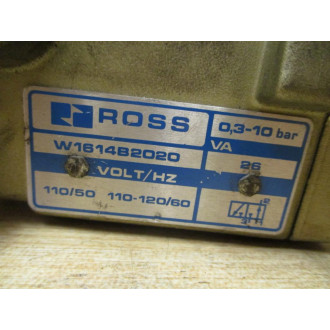 ROSS
0,3-10 bar
W1614B2020
VA
26
VOLT/HZ
110/50 110-120/60